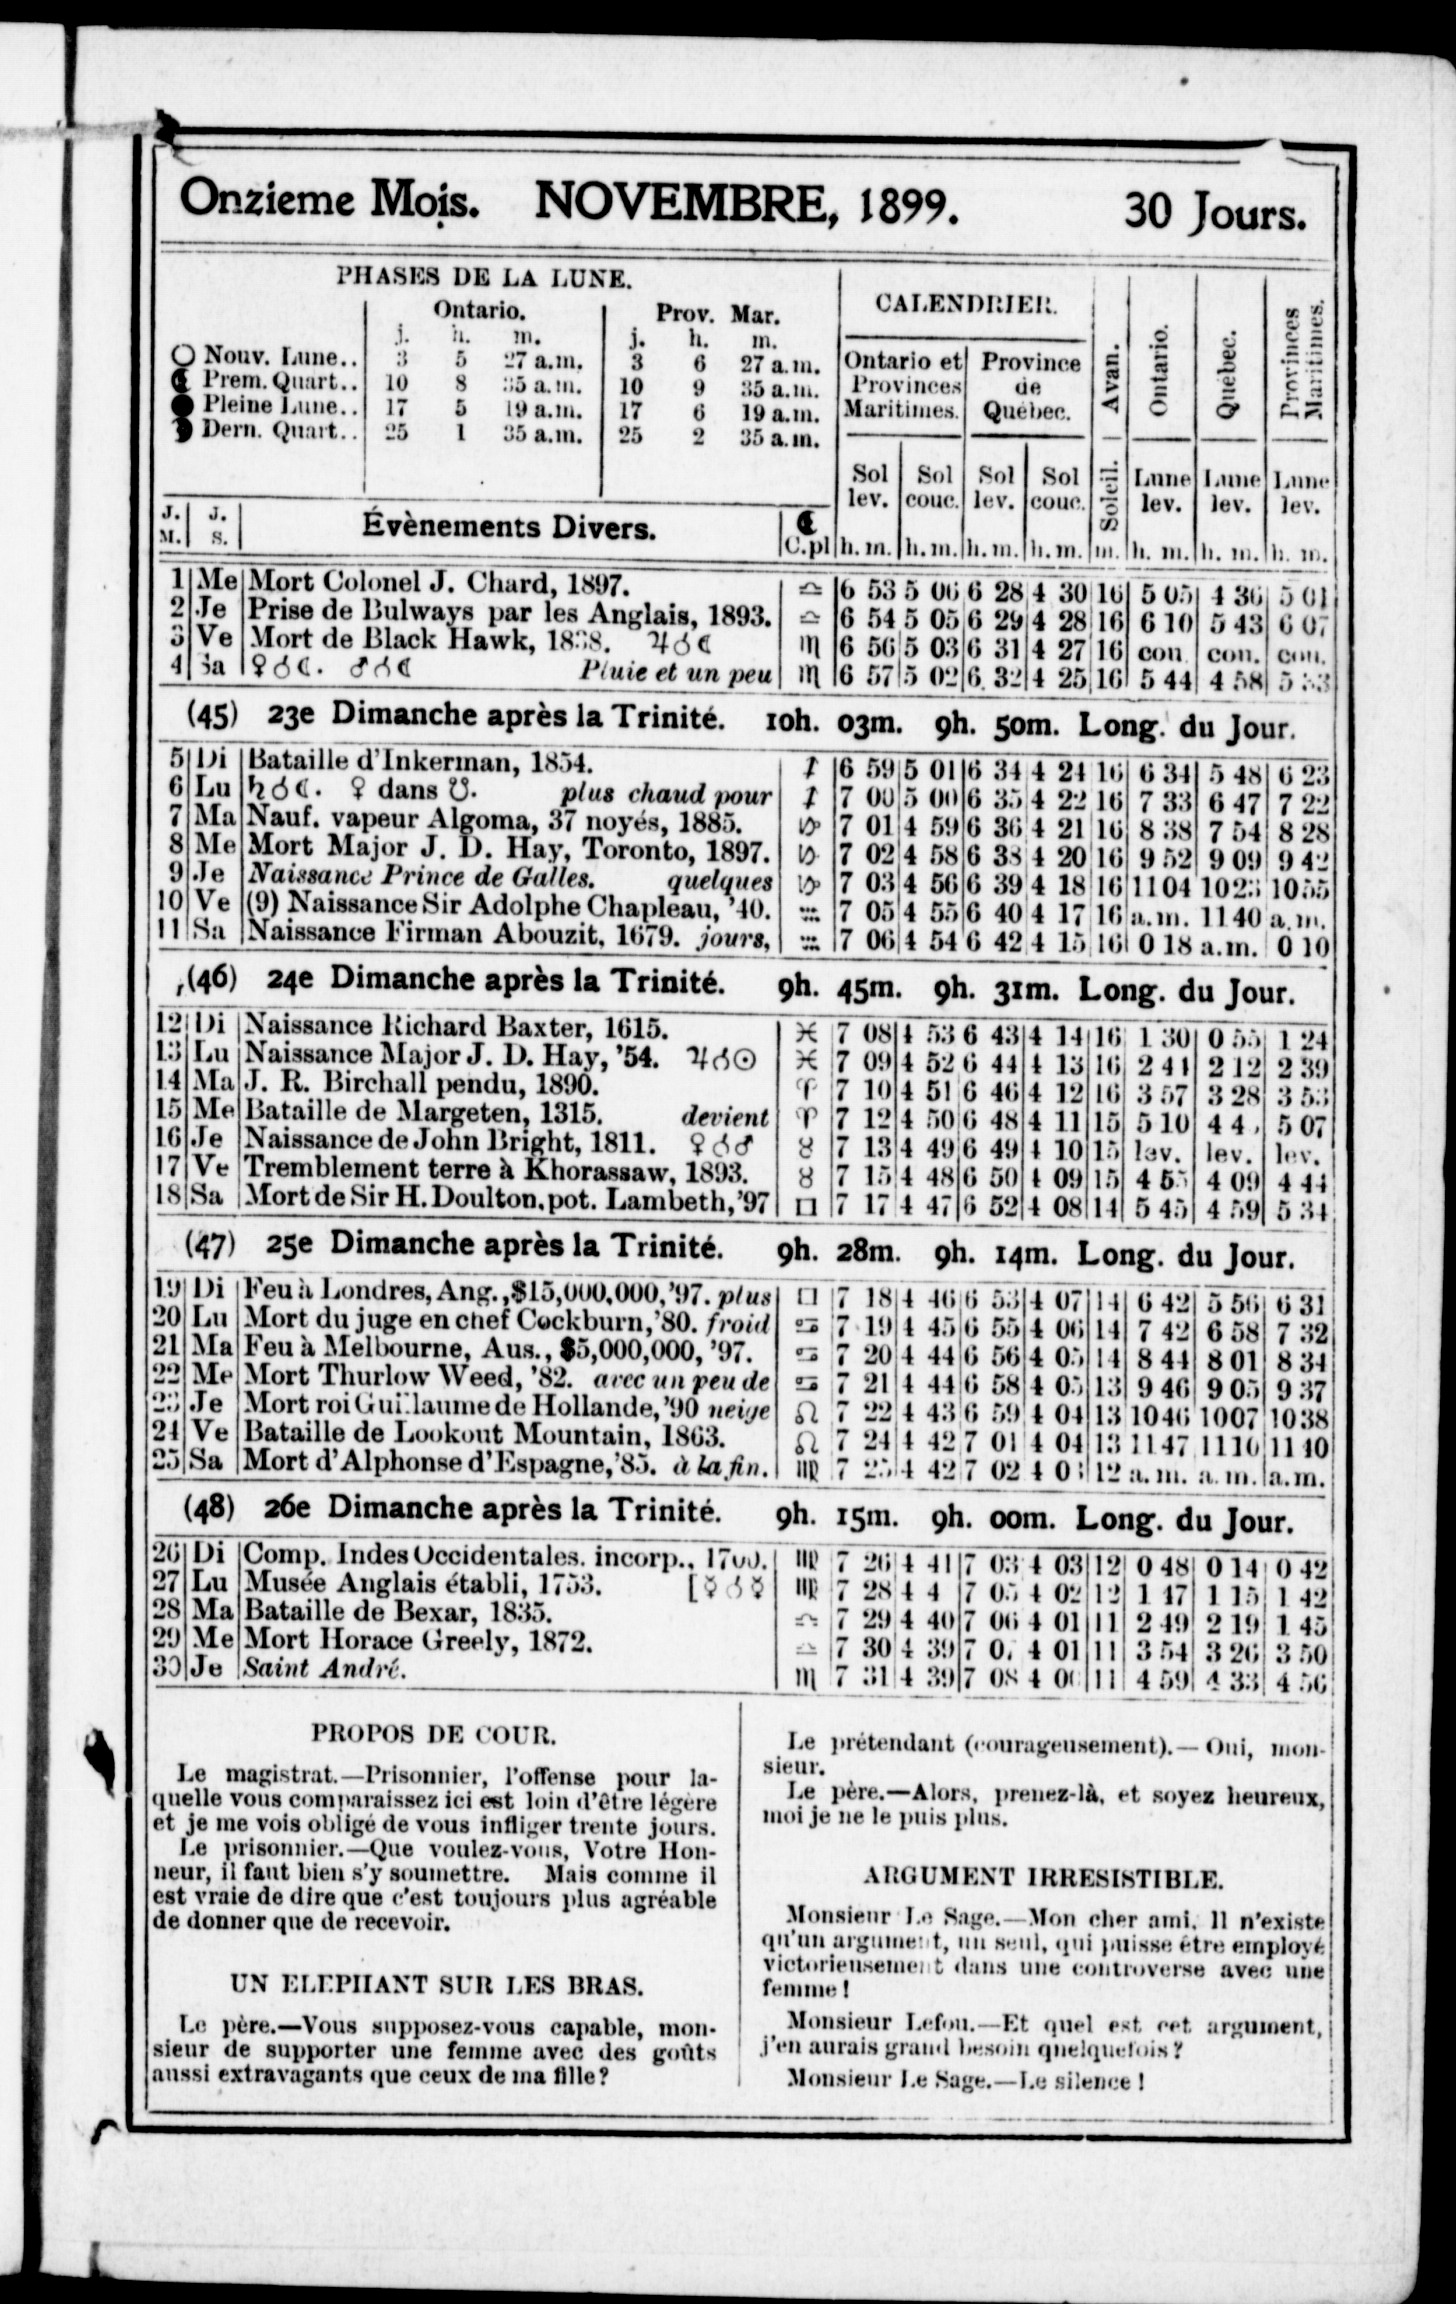 Onzieme Mois. NOVEMBRE, 1899. 30 Jours.
PHASES DE LA LUNE.
Ontario. Prov. Mar.
j. h. m. j. h. m.
Nouv. Lune.. 3 5 27 a.m. 3 6 27 a.m.
Prem. Quart.. 10 8 35 a.m. 10 9 35 a.m.
Pleine Lune.. 17 5 19 a.m. 17 6 19 a.m.
Dern. Quart.. 25 1 35 a.m. 25 2 35 a.m.
CALENDRIER.
Ontario et Provinces Maritimes.
Province de Québec.
Avan. Soleil.
Ontario. Québec. Provinces Maritimes.
Sol lev. Sol couc. Sol lev. Sol couc. Lune lev. Lune lev. Lune lev.
J. M. J. S. Évènements Divers. ☾ C.pl h. m. h. m. h. m. h. m. m. h. m. h. m. h. m.
1 Me Mort Colonel J. Chard, 1897. ♎ 6 53 5 06 6 28 4 30 16 5 05 4 36 5 01
2 Je Prise de Bulways par les Anglais, 1893. ♎ 6 54 5 05 6 29 4 28 16 6 10 5 43 6 07
3 Ve Mort de Black Hawk, 1838. ♃☌☾ ♏ 6 56 5 03 6 31 4 27 16 con. con. con.
4 Sa ♀☌☾. ♂☌☾ Pluie et un peu ♏ 6 57 5 02 6 32 4 25 16 5 44 4 58 5 33
(45) 23e Dimanche après la Trinité. 10h. 03m. 9h. 50m. Long. du Jour.
5 Di Bataille d'Inkerman, 1854. ♐ 6 59 5 01 6 34 4 24 16 6 34 5 48 6 23
6 Lu ♄☌☾. ♀ dans ☋. plus chaud pour ♐ 7 00 5 00 6 35 4 22 16 7 33 6 47 7 22
7 Ma Nauf. vapeur Algoma, 37 noyés, 1885. ♑ 7 01 4 59 6 36 4 21 16 8 38 7 54 8 28
8 Me Mort Major J. D. Hay, Toronto, 1897. ♑ 7 02 4 58 6 38 4 20 16 9 52 9 09 9 42
9 Je Naissance Prince de Galles. quelques ♑ 7 03 4 56 6 39 4 18 16 11 04 10 23 10 55
10 Ve (9) Naissance Sir Adolphe Chapleau, '40. ♒ 7 05 4 55 6 40 4 17 16 a.m. 11 40 a.m.
11 Sa Naissance Firman Abouzit, 1679. jours, ♒ 7 06 4 54 6 42 4 15 16 0 18 a.m. 0 10
(46) 24e Dimanche après la Trinité. 9h. 45m. 9h. 31m. Long. du Jour.
12 Di Naissance Richard Baxter, 1615. ♓ 7 08 4 53 6 43 4 14 16 1 30 0 55 1 24
13 Lu Naissance Major J. D. Hay, '54. ♃☌☉ ♓ 7 09 4 52 6 44 4 13 16 2 41 2 12 2 39
14 Ma J. R. Birchall pendu, 1890. ♈ 7 10 4 51 6 46 4 12 16 3 57 3 28 3 53
15 Me Bataille de Margeten, 1315. devient ♈ 7 12 4 50 6 48 4 11 15 5 10 4 4 5 07
16 Je Naissance de John Bright, 1811. ♀☌♂ ♉ 7 13 4 49 6 49 4 10 15 lev. lev. lev.
17 Ve Tremblement terre à Khorassaw, 1893. ♉ 7 15 4 48 6 50 4 09 15 4 55 4 09 4 44
18 Sa Mort de Sir H. Doulton, pot. Lambeth, '97 ♊ 7 17 4 47 6 52 4 08 14 5 45 4 59 5 34
(47) 25e Dimanche après la Trinité. 9h. 28m. 9h. 14m. Long. du Jour.
19 Di Feu à Londres, Ang., $15,000,000, '97. plus ♊ 7 18 4 46 6 53 4 07 14 6 42 5 56 6 31
20 Lu Mort du juge en chef Cockburn, '80. froid ♋ 7 19 4 45 6 55 4 06 14 7 42 6 58 7 32
21 Ma Feu à Melbourne, Aus., $5,000,000, '97. ♋ 7 20 4 44 6 56 4 05 14 8 44 8 01 8 34
22 Me Mort Thurlow Weed, '82. avec un peu de ♋ 7 21 4 44 6 58 4 05 13 9 46 9 05 9 37
23 Je Mort roi Guillaume de Hollande, '90 neige ♌ 7 22 4 43 6 59 4 04 13 10 46 10 07 10 38
24 Ve Bataille de Lookout Mountain, 1863. ♌ 7 24 4 42 7 01 4 04 13 11 47 11 10 11 40
25 Sa Mort d'Alphonse d'Espagne, '85. à la fin. ♍ 7 25 4 42 7 02 4 03 12 a.m. a.m. a.m.
(48) 26e Dimanche après la Trinité. 9h. 15m. 9h. 00m. Long. du Jour.
26 Di Comp. Indes Occidentales. incorp., 1700. ♍ 7 26 4 41 7 03 4 03 12 0 48 0 14 0 42
27 Lu Musée Anglais établi, 1753. [☿☌☿ ♍ 7 28 4 4 7 05 4 02 12 1 47 1 15 1 42
28 Ma Bataille de Bexar, 1835. ♎ 7 29 4 40 7 06 4 01 11 2 49 2 19 1 45
29 Me Mort Horace Greely, 1872. ♎ 7 30 4 39 7 0 4 01 11 3 54 3 26 3 50
30 Je Saint André. ♏ 7 31 4 39 7 08 4 00 11 4 59 4 33 4 56
PROPOS DE COUR.
Le magistrat.—Prisonnier, l'offense pour la-
quelle vous comparaissez ici est loin d'être légère
et je me vois obligé de vous infliger trente jours.
Le prisonnier.—Que voulez-vous, Votre Hon-
neur, il faut bien s'y soumettre. Mais comme il
est vraie de dire que c'est toujours plus agréable
de donner que de recevoir.
UN ELEPHANT SUR LES BRAS.
Le père.—Vous supposez-vous capable, mon-
sieur de supporter une femme avec des goûts
aussi extravagants que ceux de ma fille?
Le prétendant (courageusement).—Oui, mon-
sieur.
Le père.—Alors, prenez-là, et soyez heureux,
moi je ne le puis plus.
ARGUMENT IRRESISTIBLE.
Monsieur Le Sage.—Mon cher ami, Il n'existe
qu'un argument, un seul, qui puisse être employé
victorieusement dans une controverse avec une
femme!
Monsieur Lefou.—Et quel est cet argument,
j'en aurais grand besoin quelquefois?
Monsieur Le Sage.—Le silence!